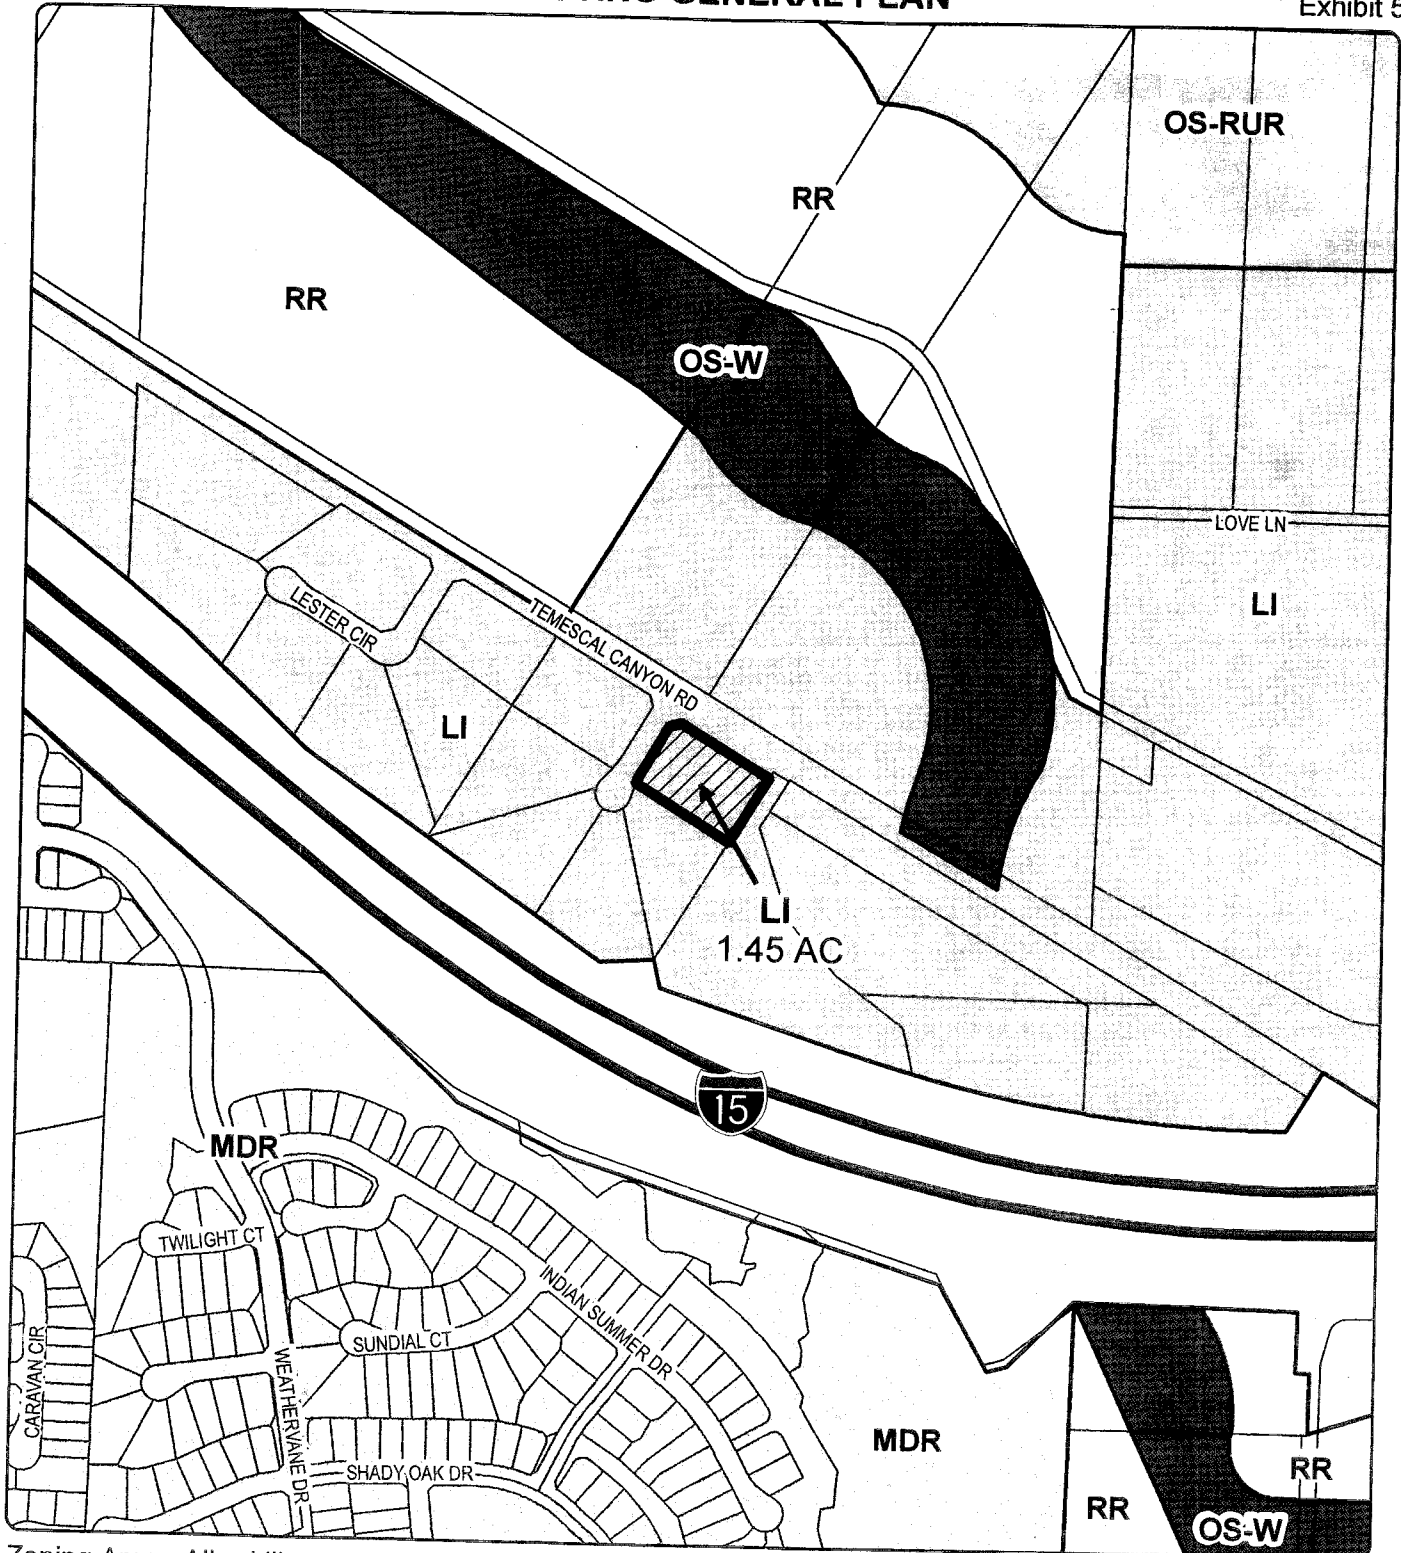 GENERAL PLAN
Exhibit 5
OS-RUR
RR
RR
OS-W
LOVE LN
LI
LESTER CIR
TEMESCAL CANYON RD
LI
LI
1.45 AC
15
MDR
TWILIGHT CT
INDIAN SUMMER DR
SUNDIAL CT
CARAVAN CIR
WEATHERVANE DR
SHADY OAK DR
MDR
RR
RR
OS-W
Zoning Area: